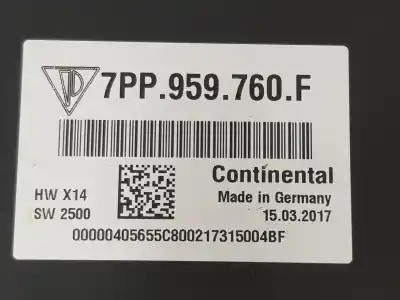 7PP.959.760.F
Continental
HW X14
Made in Germany
SW 2500
15.03.2017
00000405655C800217315004BF